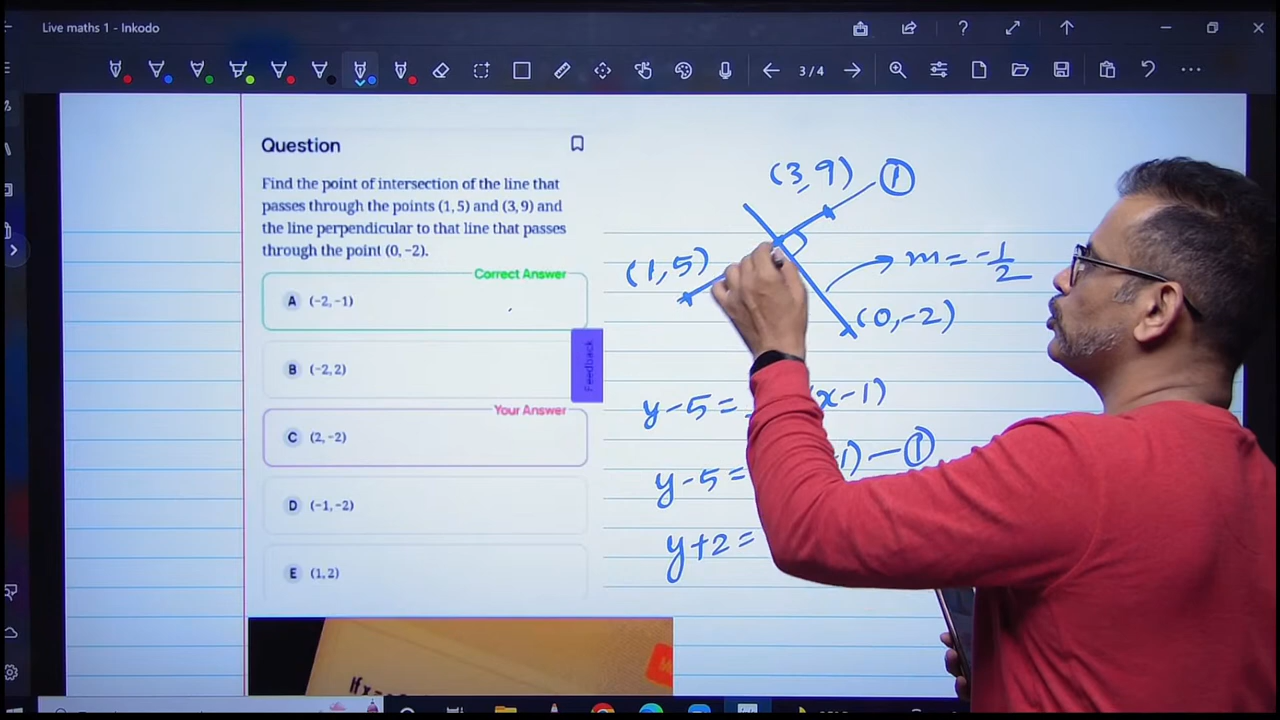 Live maths 1 - Inkodo
3/4
Question
Find the point of intersection of the line that
passes through the points (1, 5) and (3, 9) and
the line perpendicular to that line that passes
through the point (0, −2).
Correct Answer
A (−2, −1)
B (−2, 2)
Your Answer
C (2, −2)
D (−1, −2)
E (1, 2)
Feedback
(3, 9) ①
(1, 5)
m = -1/2
(0, -2)
y - 5 = (x - 1)
y - 5 = 1) — ①
y + 2 =
If x